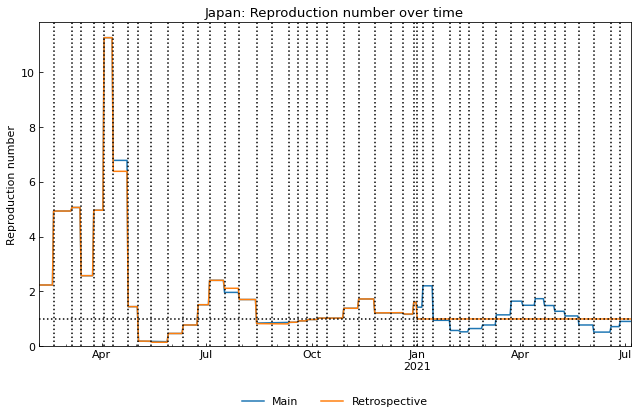 Japan: Reproduction number over time
Reproduction number
10
8
6
4
2
0
Apr
Jul
Oct
Jan
2021
Apr
Jul
Main
Retrospective